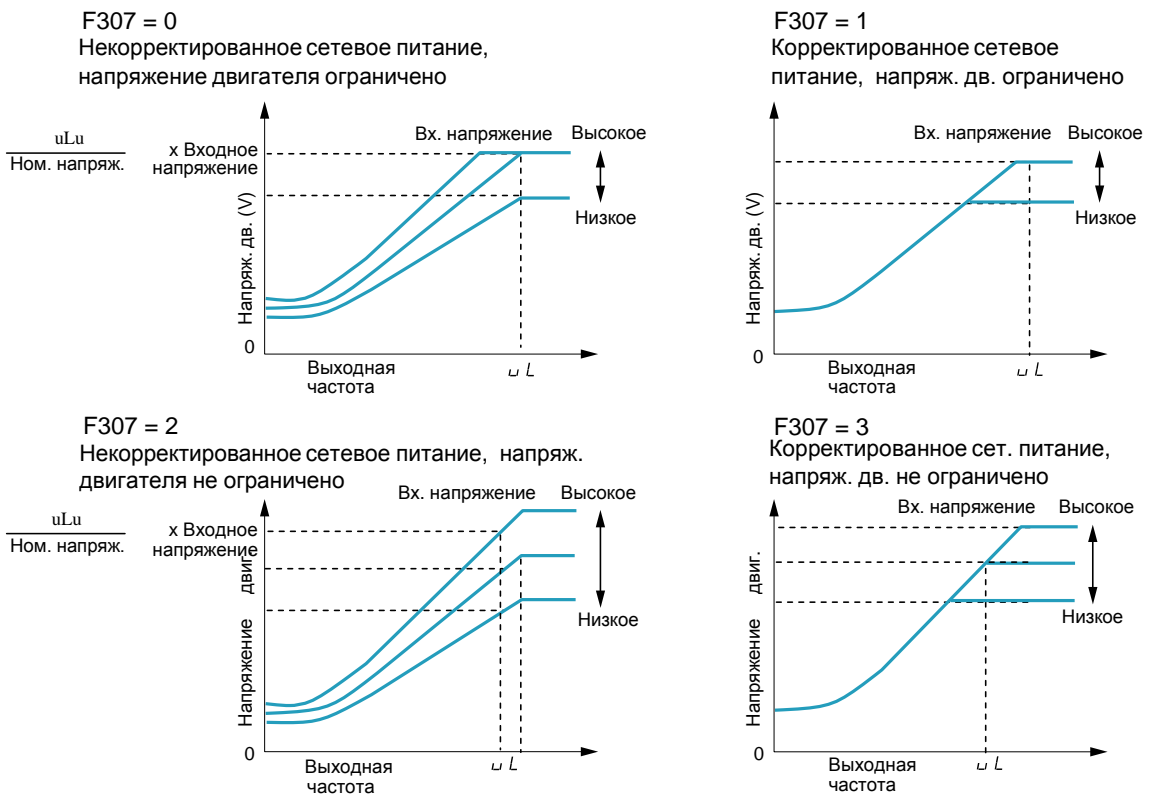 F307 = 0
Некорректированное сетевое питание,
напряжение двигателя ограничено
uLu
Ном. напряж.
x Входное
напряжение
Вх. напряжение
Высокое
Низкое
Напряж. дв. (V)
0
Выходная
частота
u L
F307 = 1
Корректированное сетевое
питание, напряж. дв. ограничено
Вх. напряжение
Высокое
Низкое
Напряж. дв. (V)
0
Выходная
частота
u L
F307 = 2
Некорректированное сетевое питание, напряж.
двигателя не ограничено
uLu
Ном. напряж.
x Входное
напряжение
Вх. напряжение
Высокое
Низкое
Напряжение двиг.
0
Выходная
частота
u L
F307 = 3
Корректированное сет. питание,
напряж. дв. не ограничено
Вх. напряжение
Высокое
Низкое
Напряжение двиг.
0
Выходная
частота
u L